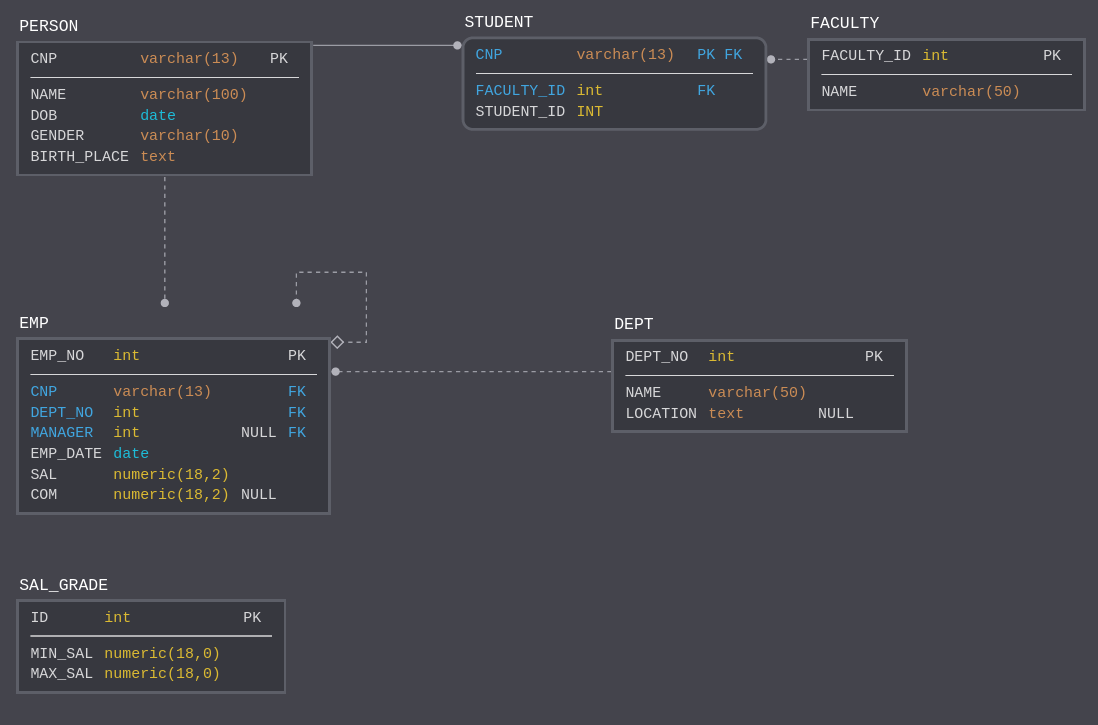 PERSON
CNP varchar(13) PK
NAME varchar(100)
DOB date
GENDER varchar(10)
BIRTH_PLACE text
STUDENT
CNP varchar(13) PK FK
FACULTY_ID int FK
STUDENT_ID INT
FACULTY
FACULTY_ID int PK
NAME varchar(50)
EMP
EMP_NO int PK
CNP varchar(13) FK
DEPT_NO int FK
MANAGER int NULL FK
EMP_DATE date
SAL numeric(18,2)
COM numeric(18,2) NULL
DEPT
DEPT_NO int PK
NAME varchar(50)
LOCATION text NULL
SAL_GRADE
ID int PK
MIN_SAL numeric(18,0)
MAX_SAL numeric(18,0)